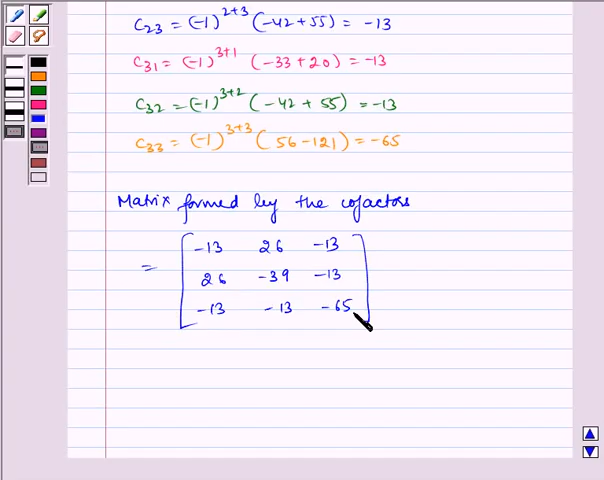 C₂₃ = (-1)²⁺³ (-42+55) = -13
C₃₁ = (-1)³⁺¹ (-33+20) = -13
C₃₂ = (-1)³⁺² (-42+55) = -13
C₃₃ = (-1)³⁺³ (56-121) = -65
Matrix formed by the cofactors
= [ -13 26 -13
26 -39 -13
-13 -13 -65 ]